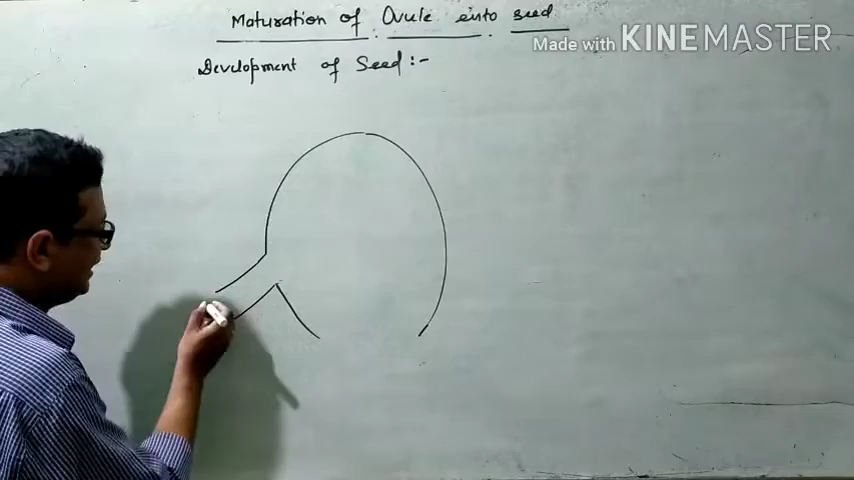 Maturation of Ovule into seed
Made with KINEMASTER
Development of Seed :-